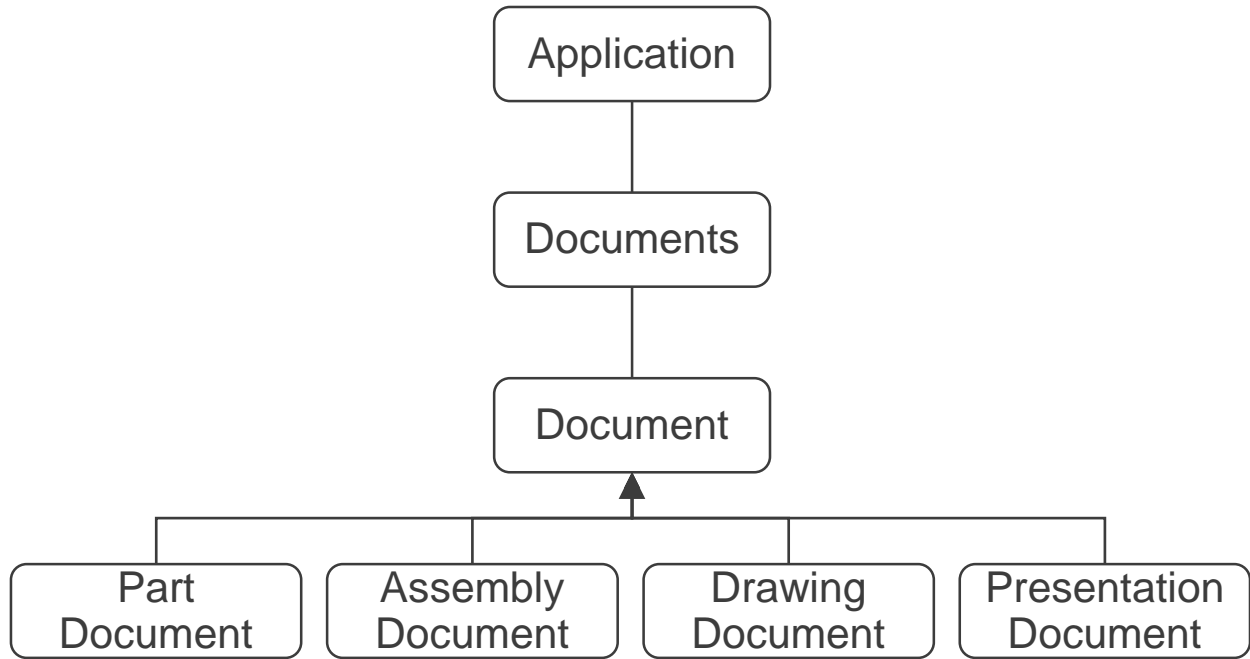 Application
Documents
Document
Part
Document
Assembly
Document
Drawing
Document
Presentation
Document